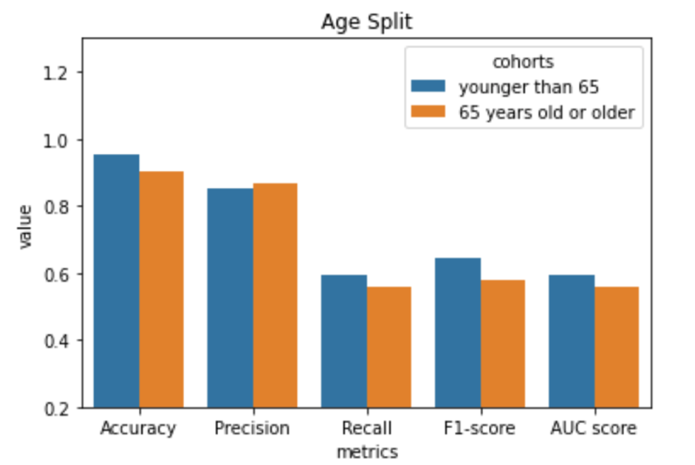 Age Split
cohorts
younger than 65
65 years old or older
value
1.2
1.0
0.8
0.6
0.4
0.2
Accuracy Precision Recall F1-score AUC score
metrics